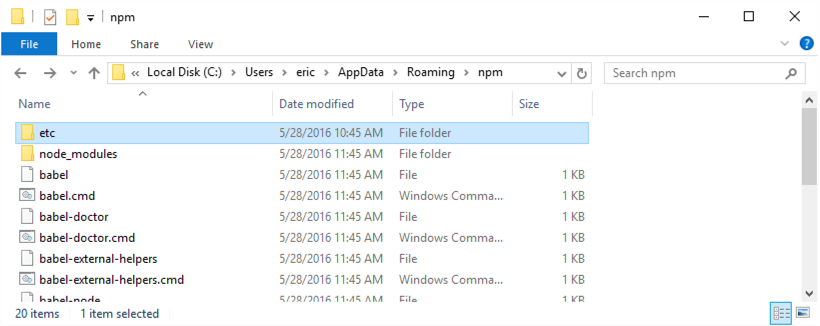 npm
File Home Share View
« Local Disk (C:) > Users > eric > AppData > Roaming > npm Search npm
Name Date modified Type Size
etc 5/28/2016 10:45 AM File folder
node_modules 5/28/2016 11:45 AM File folder
babel 5/28/2016 11:45 AM File 1 KB
babel.cmd 5/28/2016 11:45 AM Windows Comma... 1 KB
babel-doctor 5/28/2016 11:45 AM File 1 KB
babel-doctor.cmd 5/28/2016 11:45 AM Windows Comma... 1 KB
babel-external-helpers 5/28/2016 11:45 AM File 1 KB
babel-external-helpers.cmd 5/28/2016 11:45 AM Windows Comma... 1 KB
babel-node 5/28/2016 11:45 AM File 1 KB
20 items 1 item selected